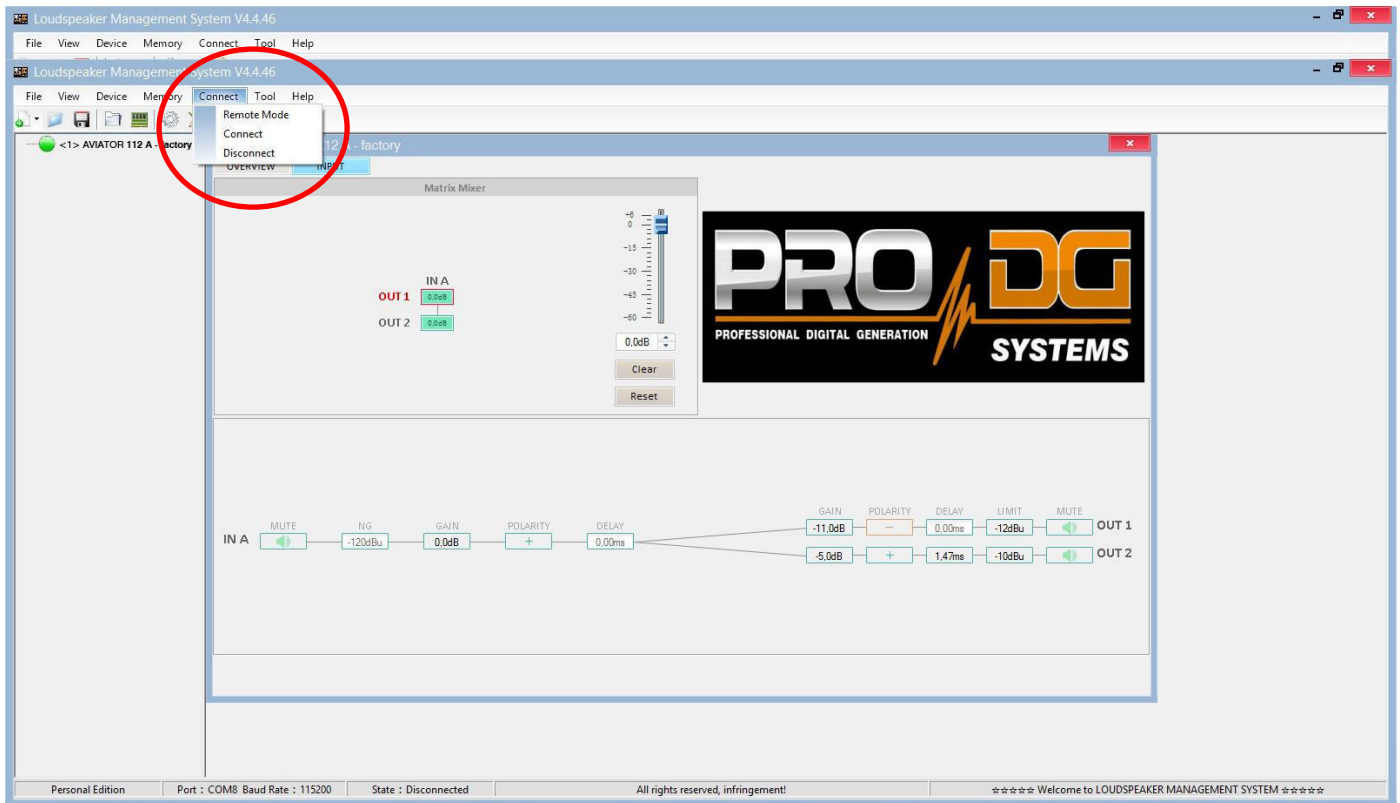 Loudspeaker Management System V4.4.46
File View Device Memory Connect Tool Help
Loudspeaker Management System V4.4.46
File View Device Memory Connect Tool Help
Remote Mode
Connect
Disconnect
<1> AVIATOR 112 A - factory
12 A - factory
OVERVIEW INPUT
Matrix Mixer
+6
0
-15
-30
-45
-60
IN A
OUT 1 0,0dB
OUT 2 0,0dB
0,0dB
Clear
Reset
PRO DG
PROFESSIONAL DIGITAL GENERATION
SYSTEMS
GAIN POLARITY DELAY LIMIT MUTE
-11,0dB − 0,00ms -12dBu OUT 1
MUTE NG GAIN POLARITY DELAY
IN A -120dBu 0,0dB + 0,00ms
-5,0dB + 1,47ms -10dBu OUT 2
Personal Edition Port : COM8 Baud Rate : 115200 State : Disconnected All rights reserved, infringement! ☆☆☆☆☆ Welcome to LOUDSPEAKER MANAGEMENT SYSTEM ☆☆☆☆☆